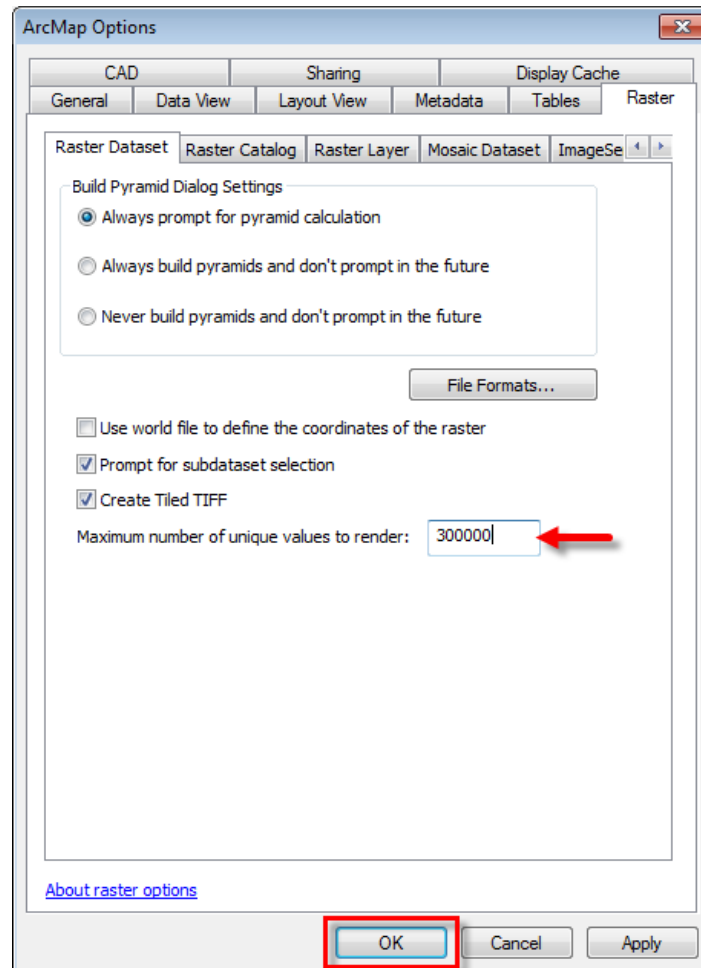 ArcMap Options
CAD Sharing Display Cache
General Data View Layout View Metadata Tables Raster
Raster Dataset Raster Catalog Raster Layer Mosaic Dataset ImageSe
Build Pyramid Dialog Settings
Always prompt for pyramid calculation
Always build pyramids and don't prompt in the future
Never build pyramids and don't prompt in the future
File Formats...
Use world file to define the coordinates of the raster
Prompt for subdataset selection
Create Tiled TIFF
Maximum number of unique values to render: 300000
About raster options
OK Cancel Apply